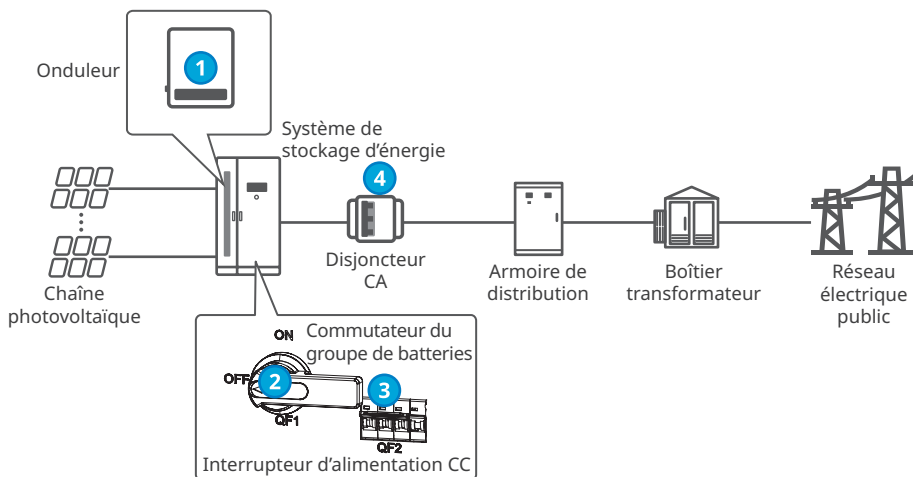 Onduleur
1
Système de
stockage d’énergie
4
Chaîne
photovoltaïque
Disjoncteur
CA
Armoire de
distribution
Boîtier
transformateur
Réseau
électrique
public
Commutateur du
groupe de batteries
ON
OFF
2
3
QF1
QF2
Interrupteur d’alimentation CC